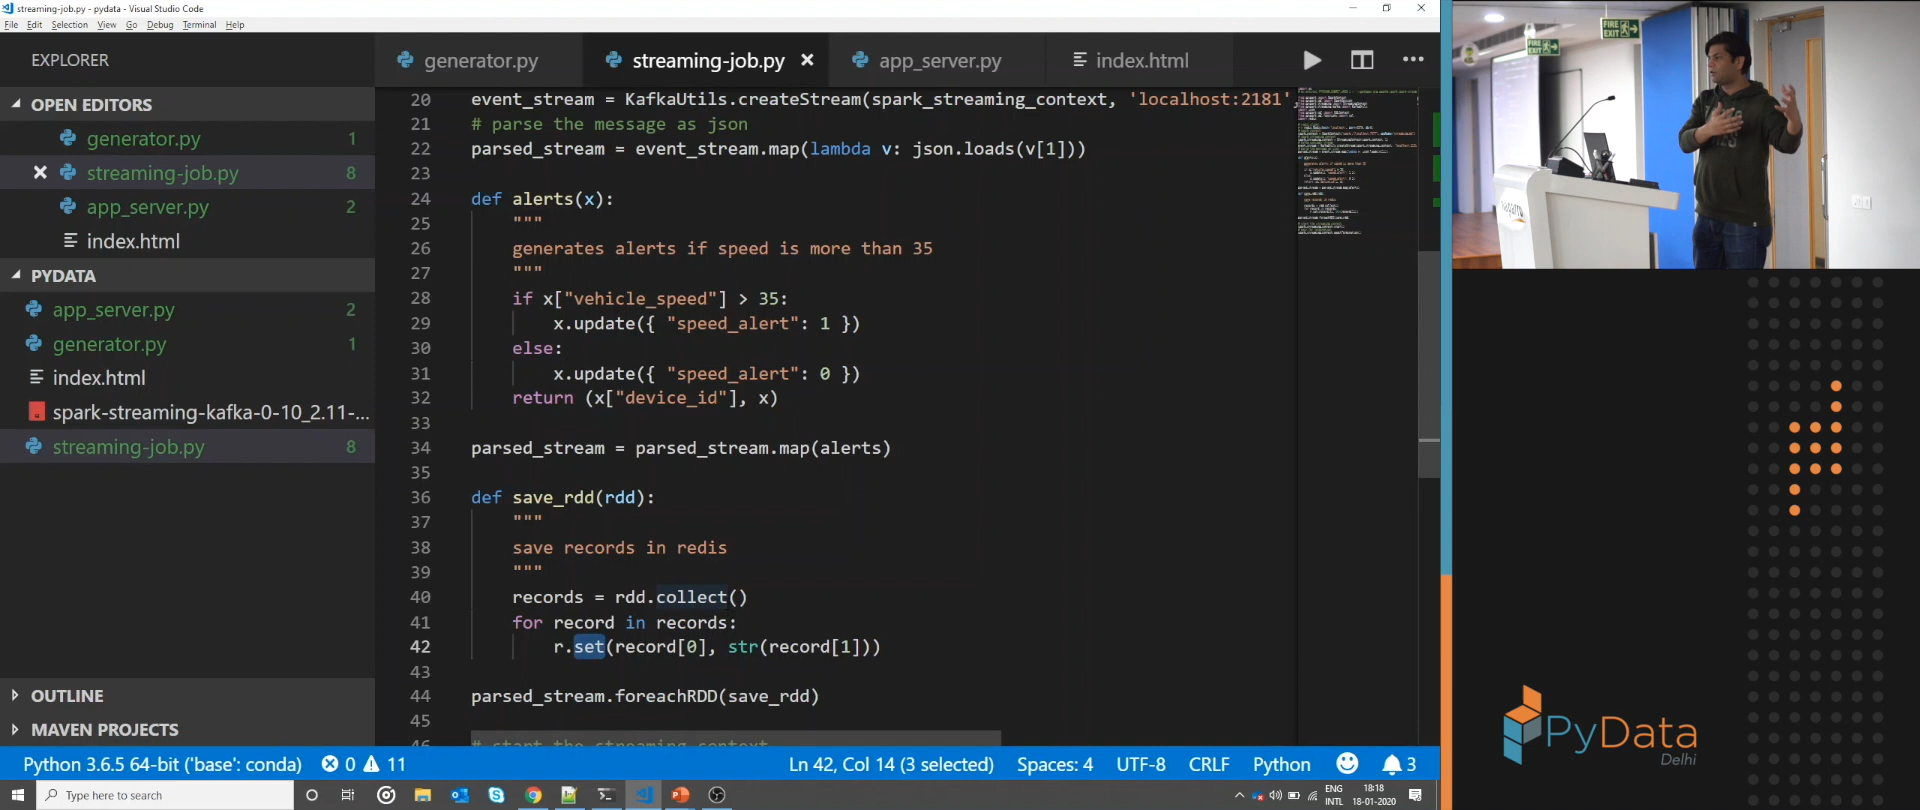 streaming-job.py - pydata - Visual Studio Code
File Edit Selection View Go Debug Terminal Help
EXPLORER
OPEN EDITORS
generator.py 1
streaming-job.py 8
app_server.py 2
index.html
PYDATA
app_server.py 2
generator.py 1
index.html
spark-streaming-kafka-0-10_2.11-...
streaming-job.py 8
OUTLINE
MAVEN PROJECTS
generator.py streaming-job.py app_server.py index.html
20 event_stream = KafkaUtils.createStream(spark_streaming_context, 'localhost:2181'
21 # parse the message as json
22 parsed_stream = event_stream.map(lambda v: json.loads(v[1]))
23
24 def alerts(x):
25 """
26 generates alerts if speed is more than 35
27 """
28 if x["vehicle_speed"] > 35:
29 x.update({ "speed_alert": 1 })
30 else:
31 x.update({ "speed_alert": 0 })
32 return (x["device_id"], x)
33
34 parsed_stream = parsed_stream.map(alerts)
35
36 def save_rdd(rdd):
37 """
38 save records in redis
39 """
40 records = rdd.collect()
41 for record in records:
42 r.set(record[0], str(record[1]))
43
44 parsed_stream.foreachRDD(save_rdd)
45
46 # start the streaming context
Python 3.6.5 64-bit ('base': conda) 0 11 Ln 42, Col 14 (3 selected) Spaces: 4 UTF-8 CRLF Python 3
Type here to search
ENG
INTL
18:18
18-01-2020
FIRE EXIT
FIRE EXIT
nagarro
PyData
Delhi